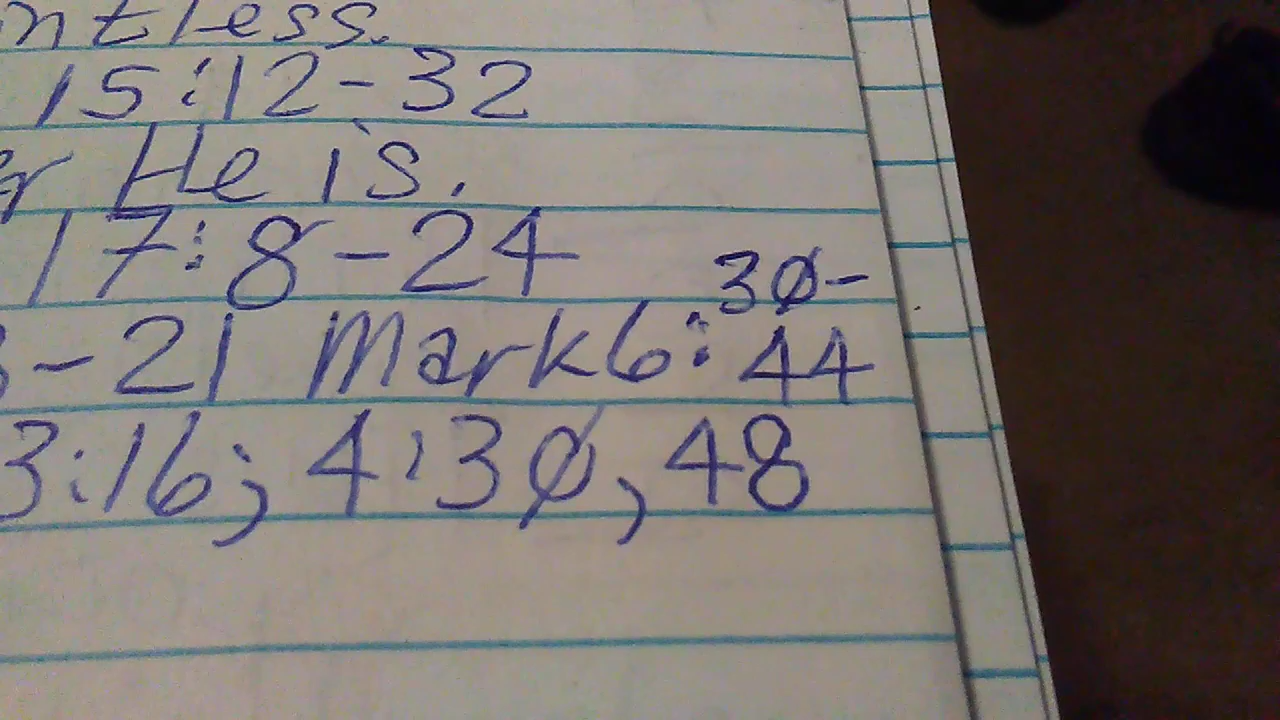 ntless.
15:12-32
er He is.
17:8-24
-21 Mark 6:30-
44
3:16; 4:30, 48